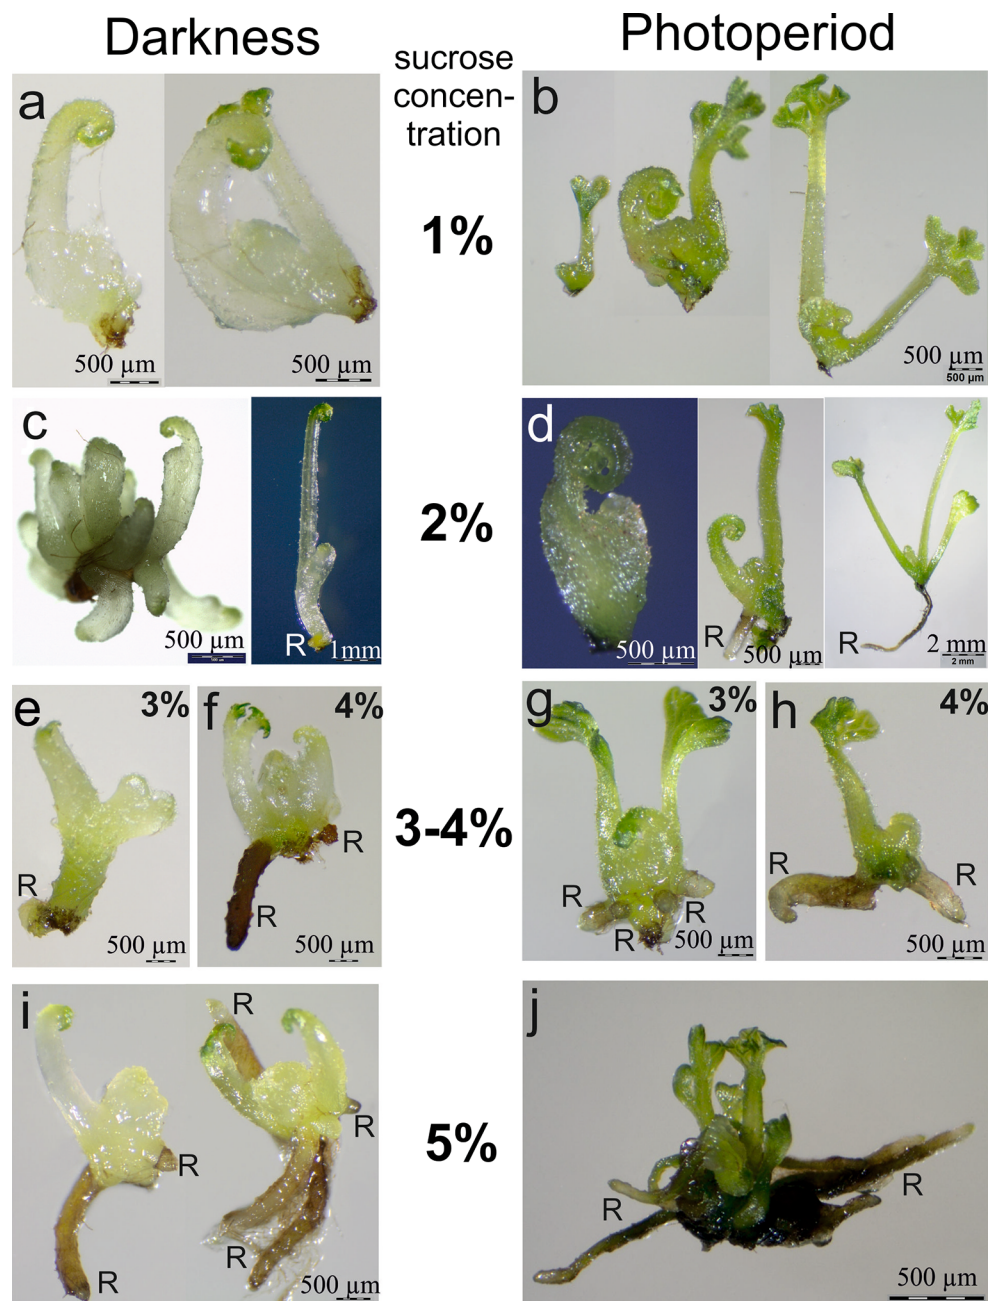 Darkness
Photoperiod
sucrose
concen-
tration
a
500 µm
500 µm
1%
b
500 µm
500 µm
c
500 µm
R
1mm
2%
d
500 µm
R
500 µm
R
2 mm
2 mm
e
3%
R
500 µm
f
4%
R
R
500 µm
3-4%
g
3%
R
R
R
500 µm
h
4%
R
R
500 µm
i
R
R
R
R
R
500 µm
5%
j
R
R
500 µm